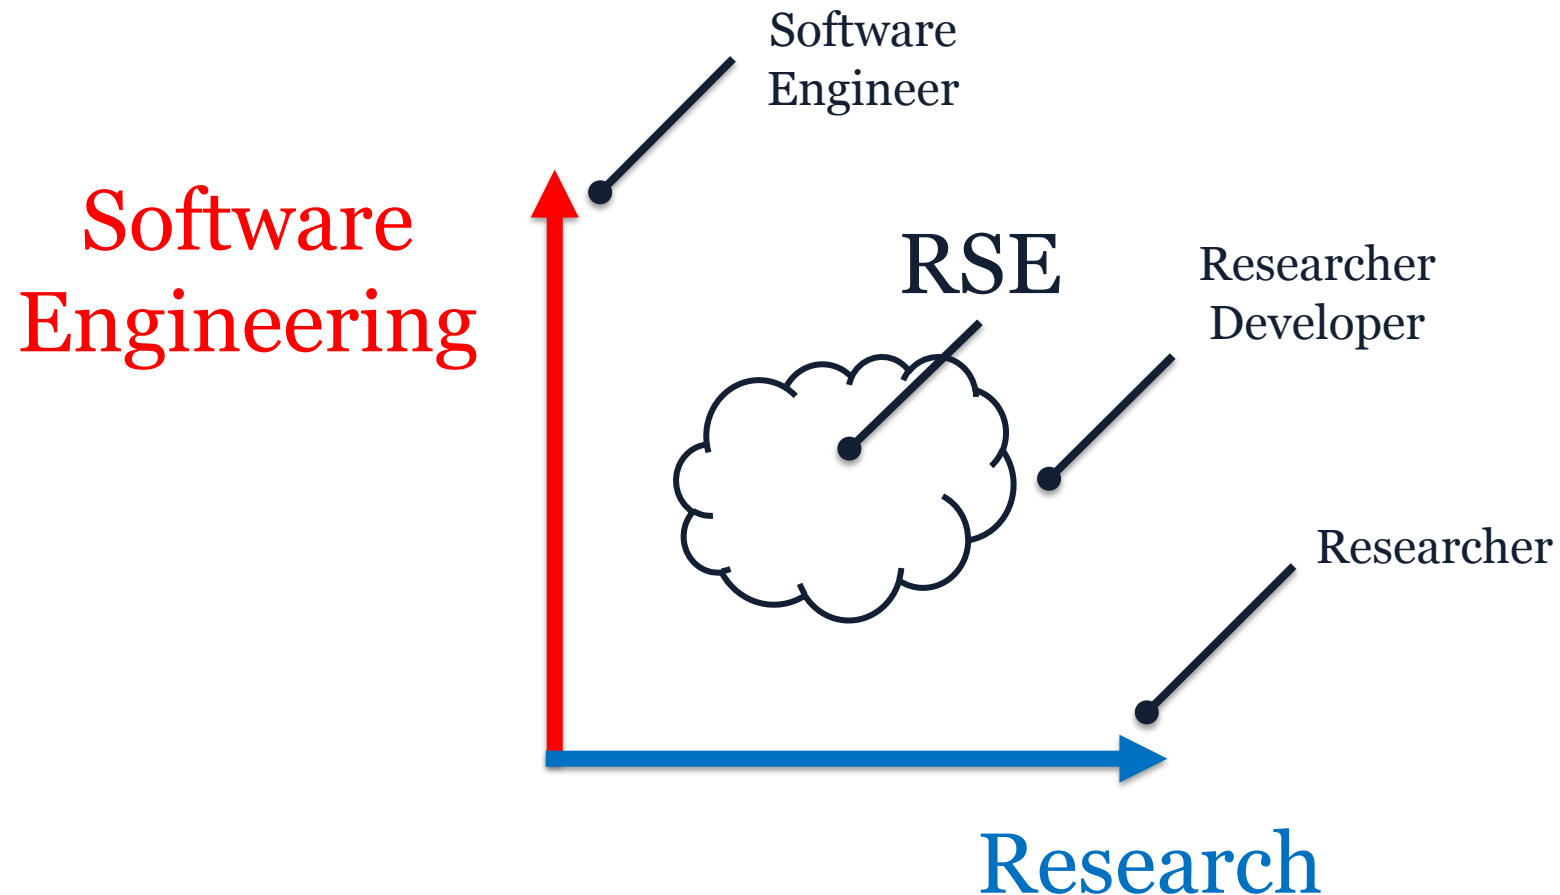 Software
Engineer
Software
Engineering
RSE
Researcher
Developer
Researcher
Research